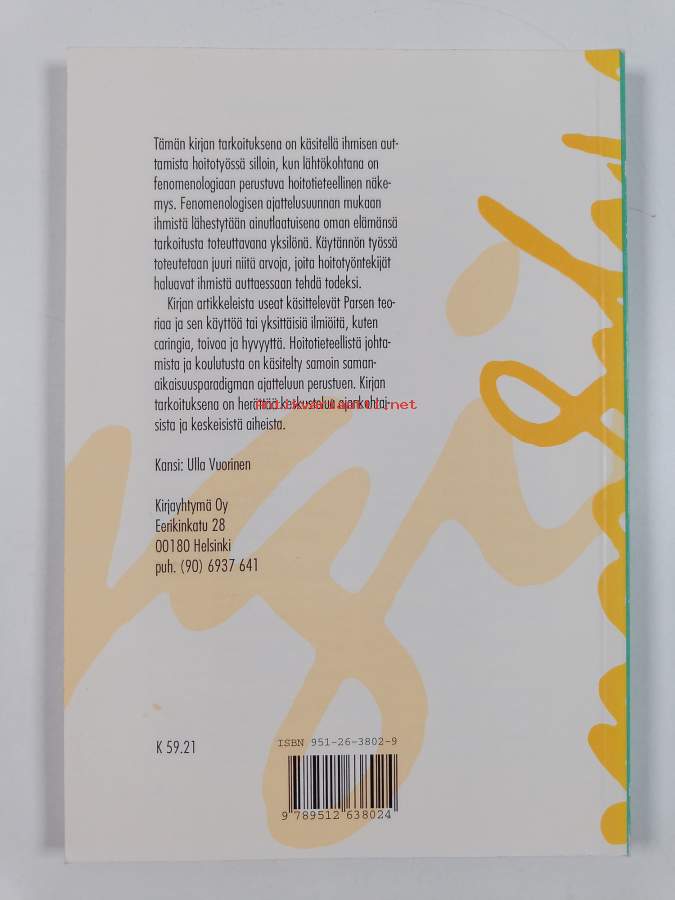 Tämän kirjan tarkoituksena on käsitellä ihmisen aut-
tamista hoitotyössä silloin, kun lähtökohtana on
fenomenologiaan perustuva hoitotieteellinen näke-
mys. Fenomenologisen ajattelusuunnan mukaan
ihmistä lähestytään ainutlaatuisena oman elämänsä
tarkoitusta toteuttavana yksilönä. Käytännön työssä
toteutetaan juuri niitä arvoja, joita hoitotyöntekijät
haluavat ihmistä auttaessaan tehdä todeksi.
Kirjan artikkeleista useat käsittelevät Parsen teo-
riaa ja sen käyttöä tai yksittäisiä ilmiöitä, kuten
caringia, toivoa ja hyvyyttä. Hoitotieteellistä johta-
mista ja koulutusta on käsitelty samoin saman-
aikaisuusparadigman ajatteluun perustuen. Kirjan
tarkoituksena on herättää keskustelua ajankohtai-
sista ja keskeisistä aiheista.
Kansi: Ulla Vuorinen
Kirjayhtymä Oy
Eerikinkatu 28
00180 Helsinki
puh. (90) 6937 641
K 59.21
ISBN 951-26-3802-9
9 789512 638024